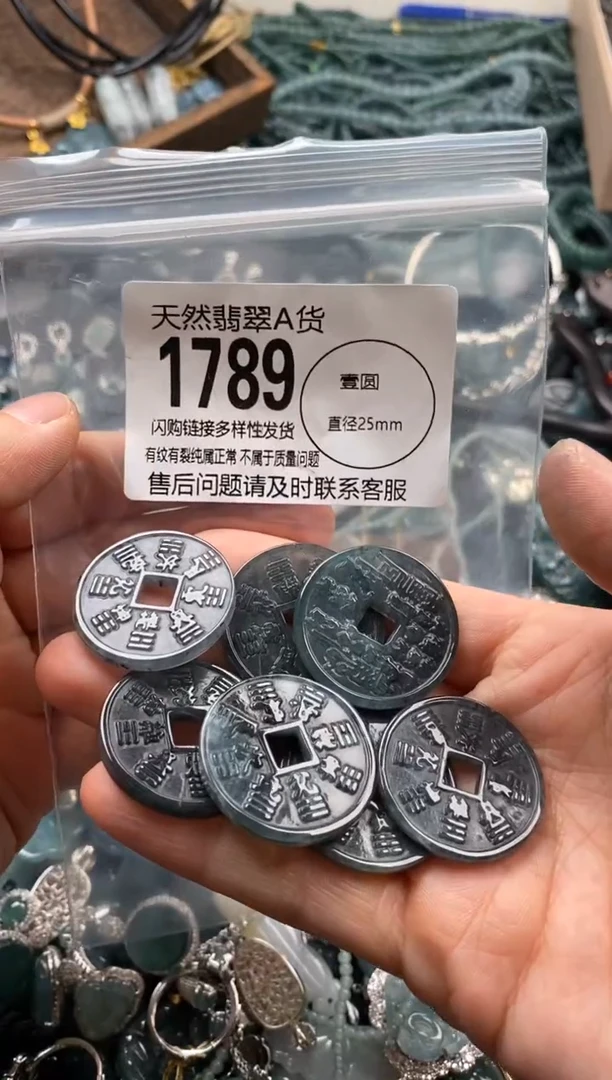 天然翡翠A货
1789
壹圆
直径25mm
闪购链接多样性发货
有纹有裂纯属正常 不属于质量问题
售后问题请及时联系客服